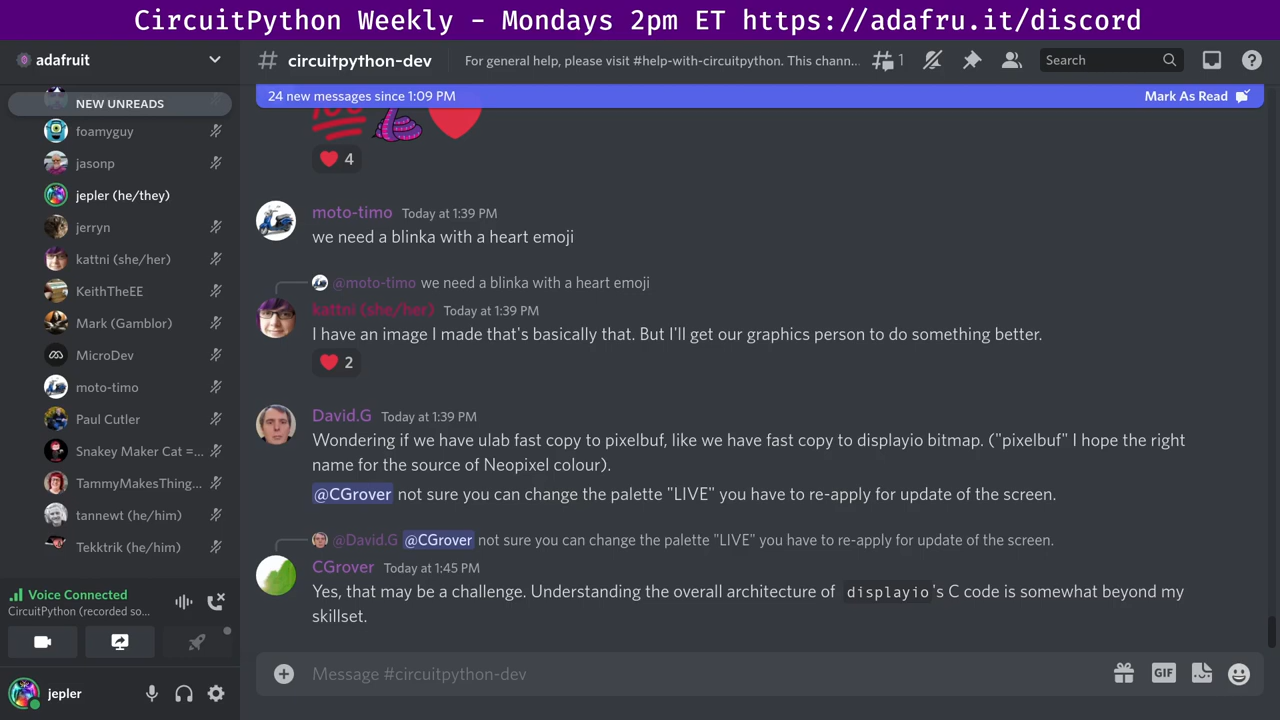 CircuitPython Weekly – Mondays 2pm ET https://adafru.it/discord
adafruit
circuitpython-dev
For general help, please visit #help-with-circuitpython. This chann...
1
Search
NEW UNREADS
24 new messages since 1:09 PM
Mark As Read
foamyguy
jasonp
jepler (he/they)
jerryn
kattni (she/her)
KeithTheEE
Mark (Gamblor)
MicroDev
moto-timo
Paul Cutler
Snakey Maker Cat =...
TammyMakesThing...
tannewt (he/him)
Tekktrik (he/him)
Voice Connected
CircuitPython (recorded so...
jepler
4
moto-timo Today at 1:39 PM
we need a blinka with a heart emoji
@moto-timo we need a blinka with a heart emoji
kattni (she/her) Today at 1:39 PM
I have an image I made that's basically that. But I'll get our graphics person to do something better.
2
David.G Today at 1:39 PM
Wondering if we have ulab fast copy to pixelbuf, like we have fast copy to displayio bitmap. ("pixelbuf" I hope the right
name for the source of Neopixel colour).
@CGrover not sure you can change the palette "LIVE" you have to re-apply for update of the screen.
@David.G @CGrover not sure you can change the palette "LIVE" you have to re-apply for update of the screen.
CGrover Today at 1:45 PM
Yes, that may be a challenge. Understanding the overall architecture of displayio's C code is somewhat beyond my
skillset.
Message #circuitpython-dev
GIF